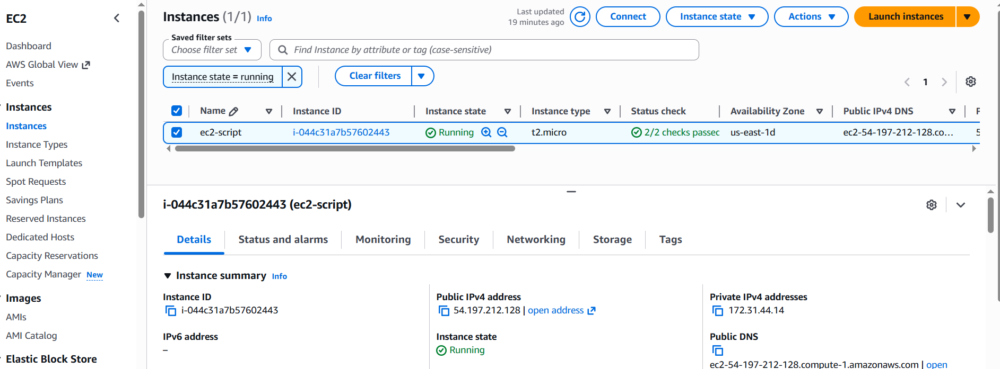 EC2
Dashboard
AWS Global View
Events
Instances
Instances
Instance Types
Launch Templates
Spot Requests
Savings Plans
Reserved Instances
Dedicated Hosts
Capacity Reservations
Capacity Manager New
Images
AMIs
AMI Catalog
Elastic Block Store
Instances (1/1) Info
Last updated
19 minutes ago
Connect
Instance state
Actions
Launch instances
Saved filter sets
Choose filter set
Find Instance by attribute or tag (case-sensitive)
Instance state = running
Clear filters
1
Name Instance ID Instance state Instance type Status check Availability Zone Public IPv4 DNS
ec2-script i-044c31a7b57602443 Running t2.micro 2/2 checks passed us-east-1d ec2-54-197-212-128.co...
i-044c31a7b57602443 (ec2-script)
Details Status and alarms Monitoring Security Networking Storage Tags
Instance summary Info
Instance ID
i-044c31a7b57602443
Public IPv4 address
54.197.212.128 | open address
Private IPv4 addresses
172.31.44.14
IPv6 address
–
Instance state
Running
Public DNS
ec2-54-197-212-128.compute-1.amazonaws.com | open